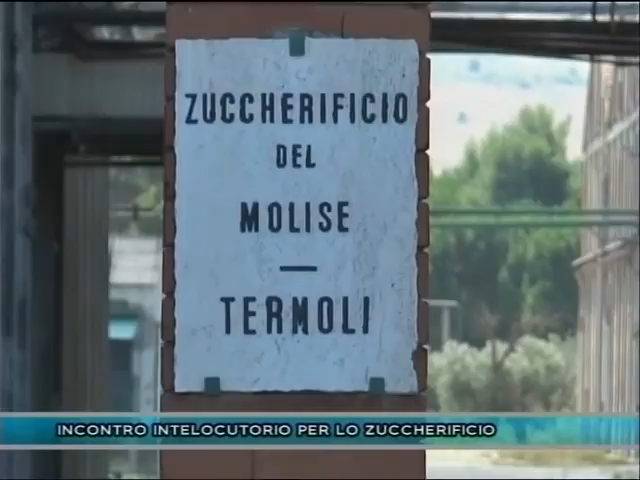 ZUCCHERIFICIO
DEL
MOLISE
—
TERMOLI
INCONTRO INTELOCUTORIO PER LO ZUCCHERIFICIO